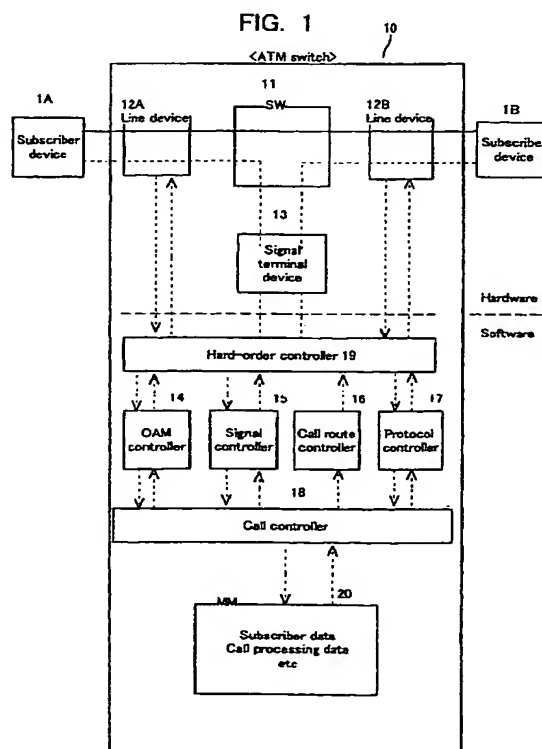 FIG. 1
10
<ATM switch>
11
1A
12A
Line device
SW
12B
Line device
1B
Subscriber
device
Subscriber
device
13
Signal
terminal
device
Hardware
Software
Hard-order controller 19
14
15
16
17
OAM
controller
Signal
controller
Call route
controller
Protocol
controller
18
Call controller
MM
20
Subscriber data
Call processing data
etc